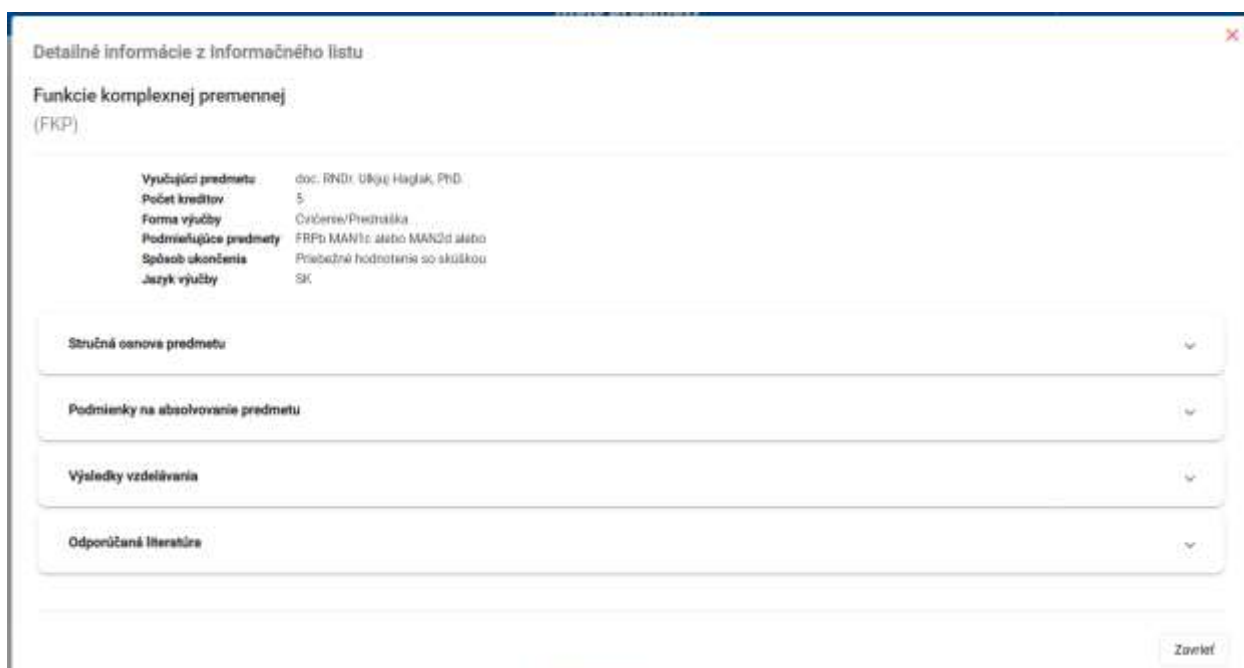 Detailné informácie z Informačného listu
Funkcie komplexnej premennej
(FKP)
Vyučujúci predmetu doc. RNDr. Haglak, PhD.
Počet kreditov 5
Forma výučby Cvičenie/Prednáška
Podmieňujúce predmety FRPb MAN1c alebo MAN2d alebo
Spôsob ukončenia Priebežné hodnotenie so skúškou
Jazyk výučby SK
Stručná osnova predmetu
Podmienky na absolvovanie predmetu
Výsledky vzdelávania
Odporúčaná literatúra
Zavrieť